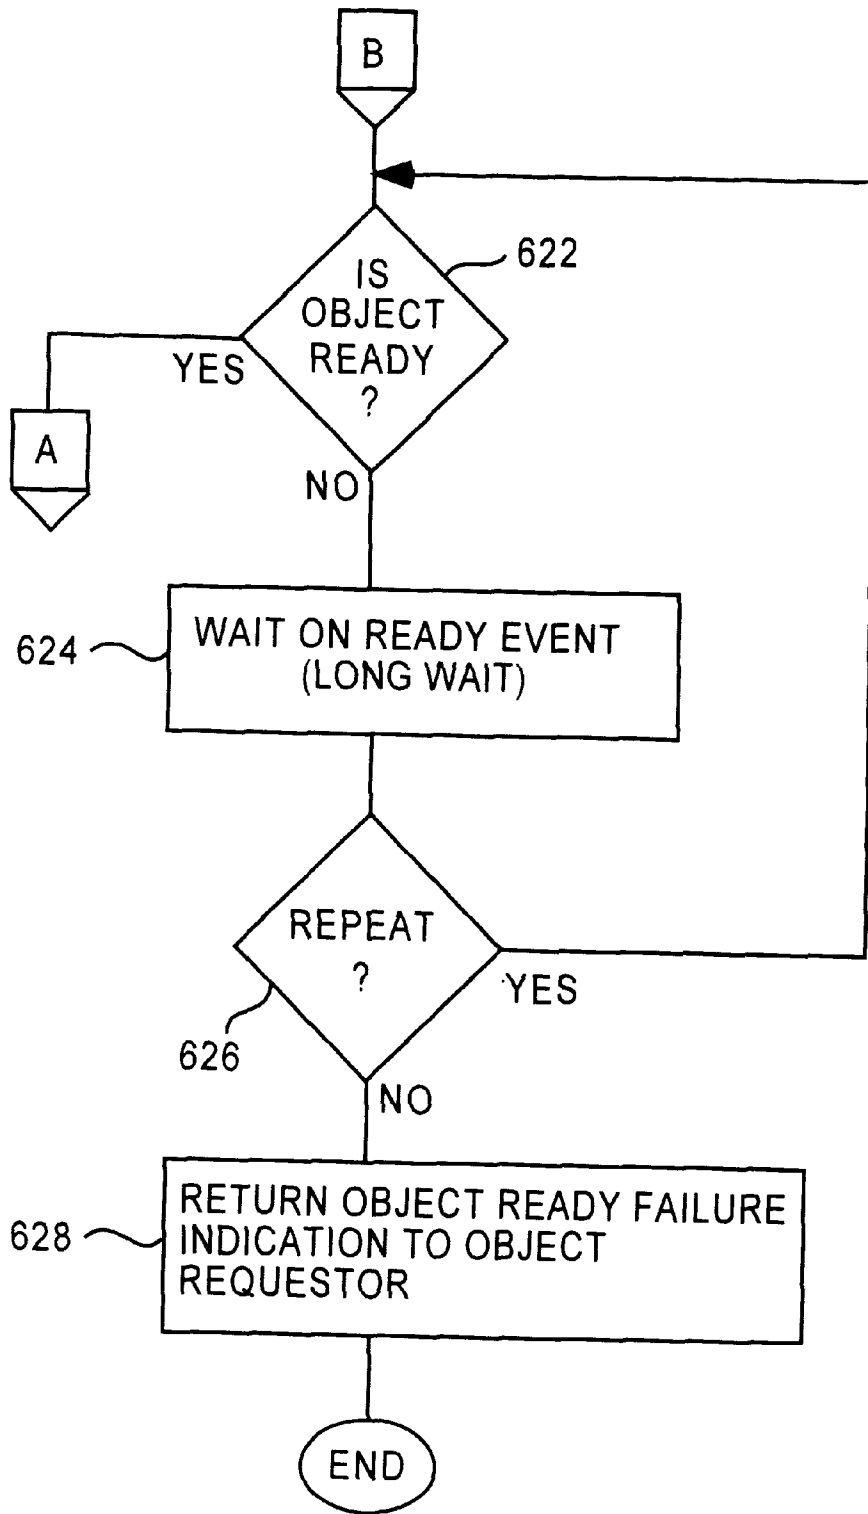 B
622
IS
OBJECT
READY
?
YES
A
NO
624
WAIT ON READY EVENT
(LONG WAIT)
REPEAT
?
YES
626
NO
628
RETURN OBJECT READY FAILURE
INDICATION TO OBJECT
REQUESTOR
END